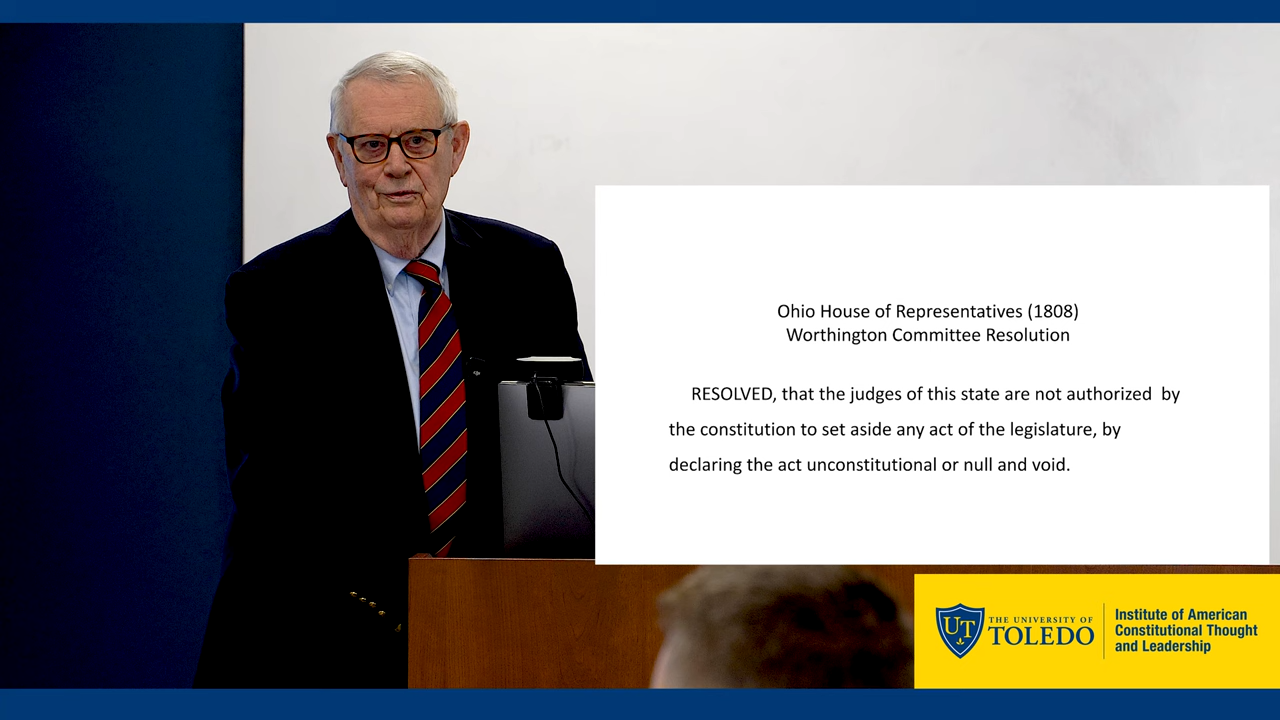 Ohio House of Representatives (1808)
Worthington Committee Resolution
RESOLVED, that the judges of this state are not authorized by
the constitution to set aside any act of the legislature, by
declaring the act unconstitutional or null and void.
UT
THE UNIVERSITY OF
TOLEDO
Institute of American
Constitutional Thought
and Leadership